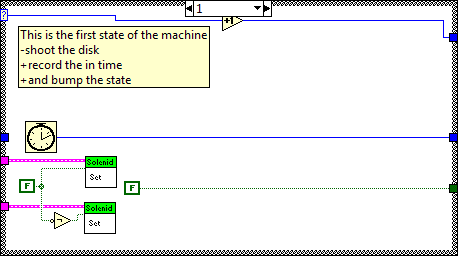 1
?
+1
This is the first state of the machine
-shoot the disk
+record the in time
+and bump the state
Solenid
Set
F
F
Solenid
Set